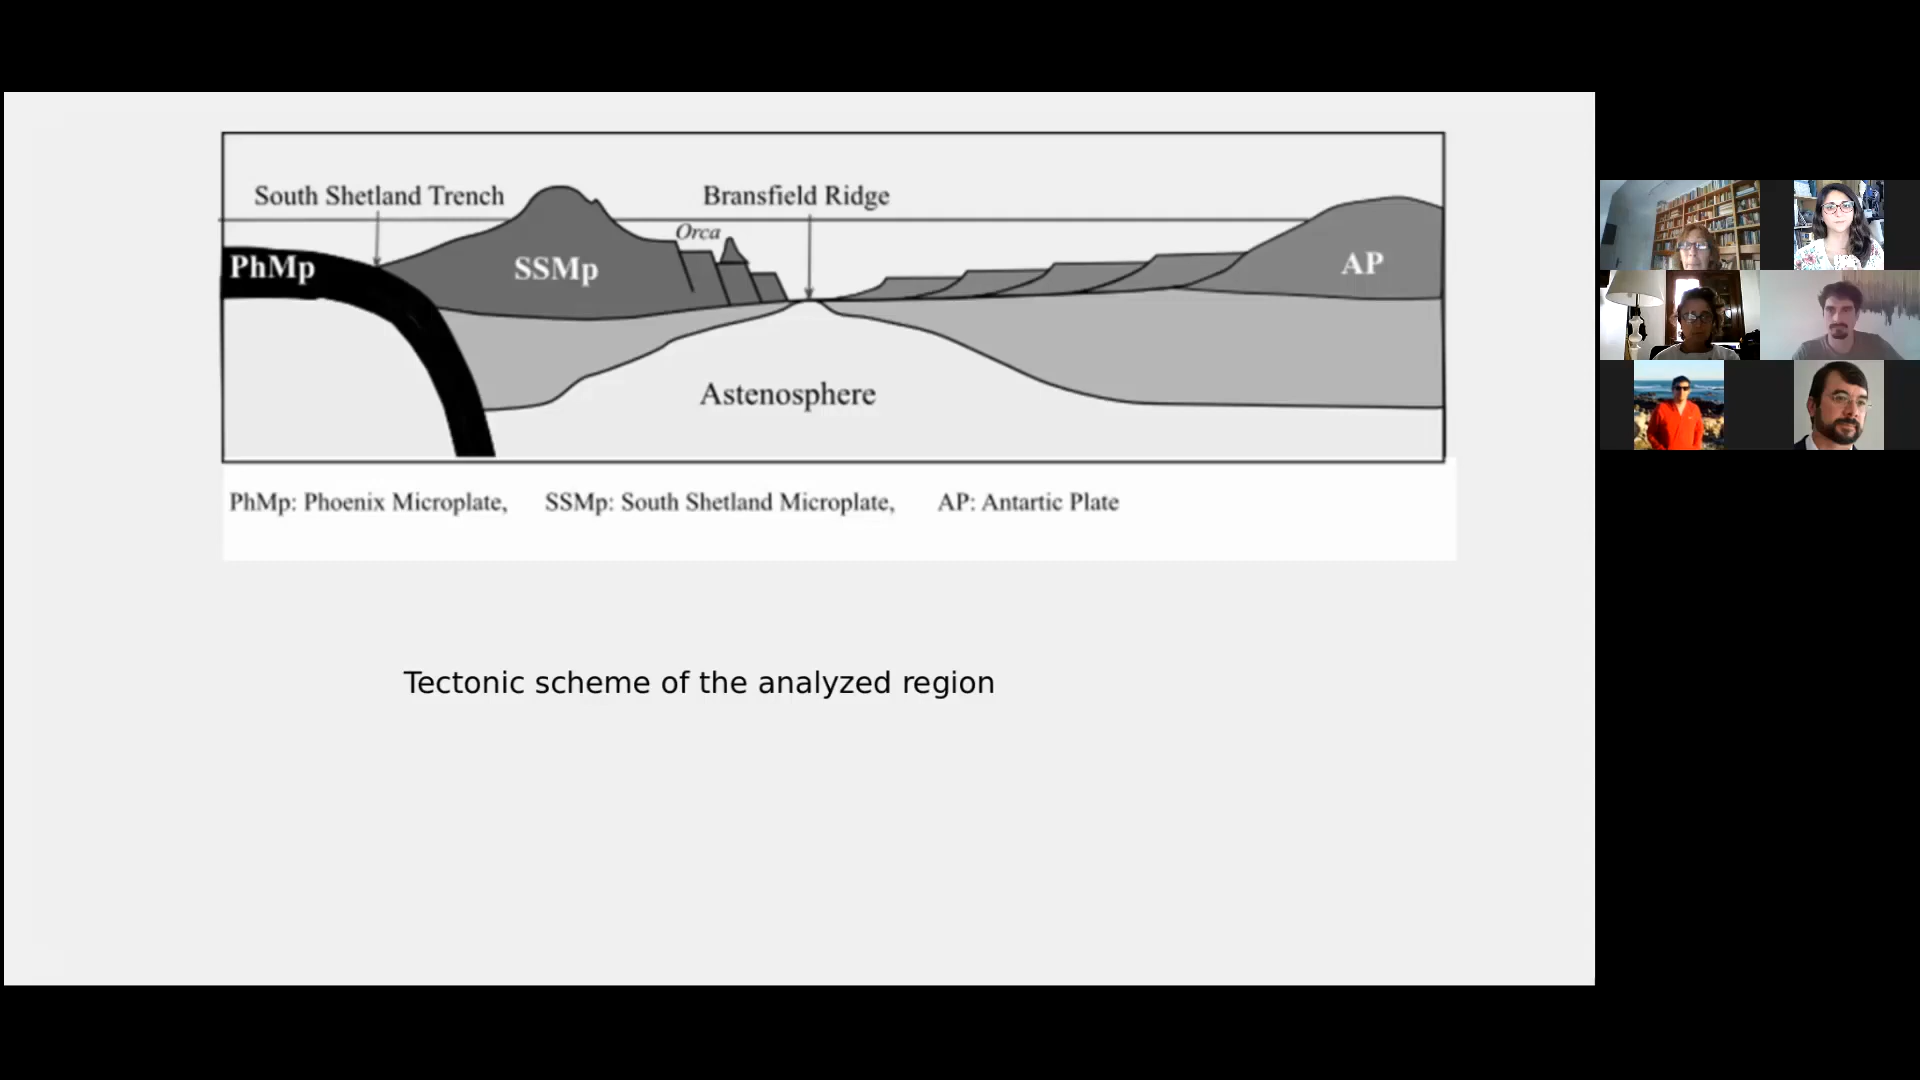 South Shetland Trench
Bransfield Ridge
Orca
PhMp
SSMp
AP
Astenosphere
PhMp: Phoenix Microplate, SSMp: South Shetland Microplate, AP: Antartic Plate
Tectonic scheme of the analyzed region